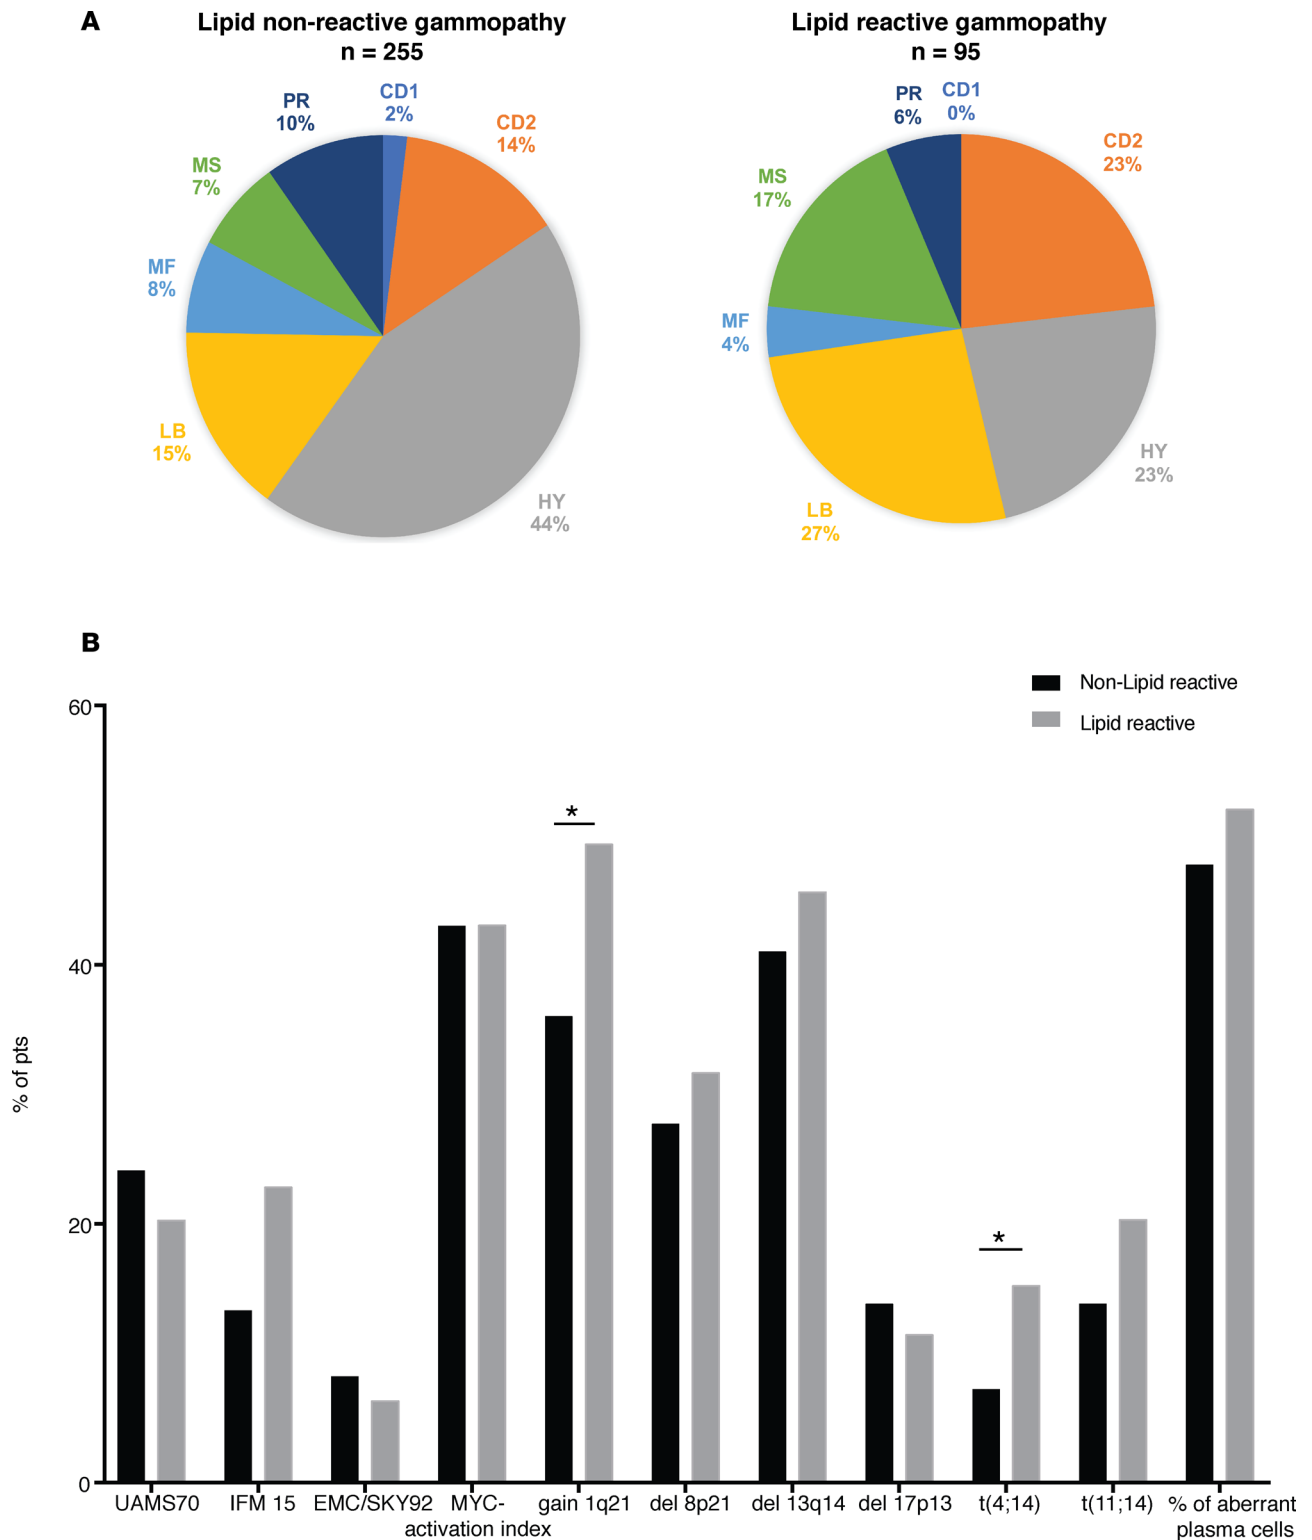 A
Lipid non-reactive gammopathy
n = 255
PR
10%
CD1
2%
CD2
14%
MS
7%
MF
8%
LB
15%
HY
44%
Lipid reactive gammopathy
n = 95
PR
6%
CD1
0%
CD2
23%
MS
17%
MF
4%
LB
27%
HY
23%
B
Non-Lipid reactive
Lipid reactive
% of pts
60
40
20
0
*
*
UAMS70
IFM 15
EMC/SKY92
MYC-
activation index
gain 1q21
del 8p21
del 13q14
del 17p13
t(4;14)
t(11;14)
% of aberrant
plasma cells